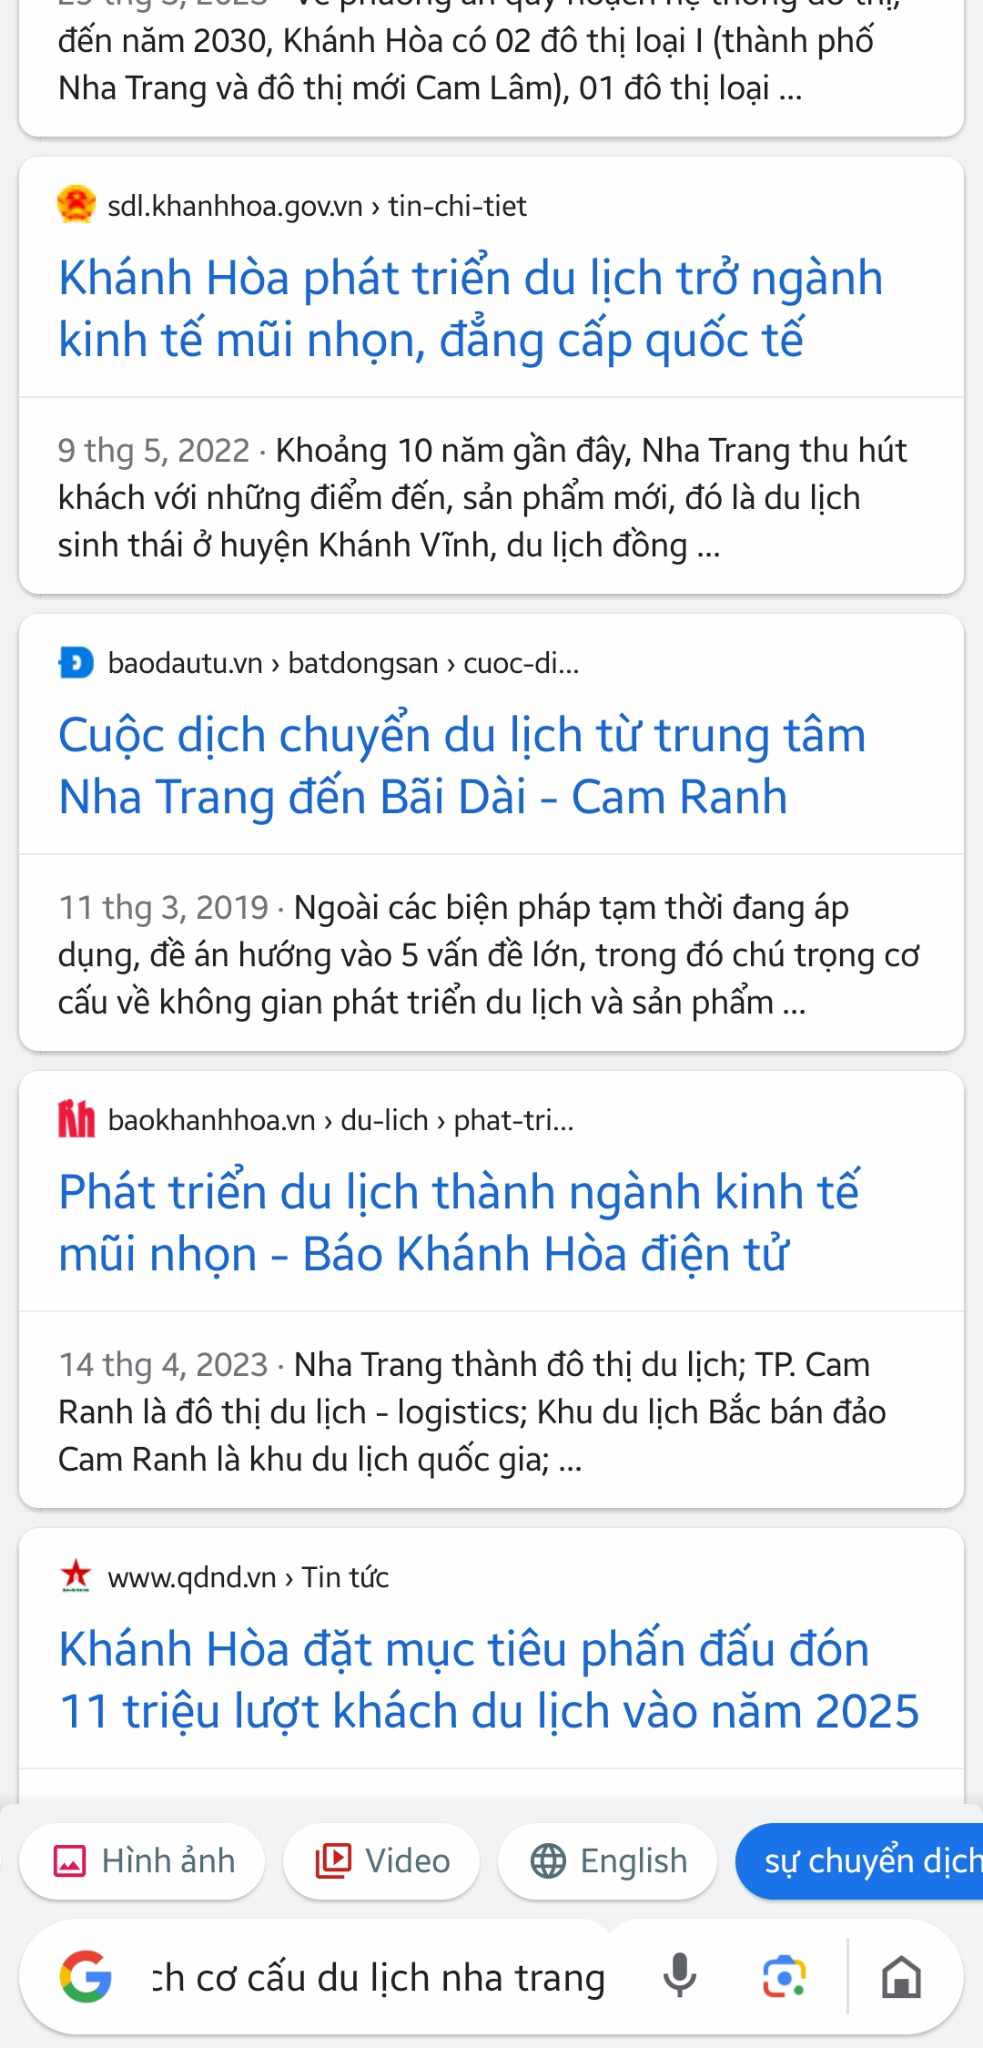 đến năm 2030, Khánh Hòa có 02 đô thị loại I (thành phố
Nha Trang và đô thị mới Cam Lâm), 01 đô thị loại ...
sdl.khanhhoa.gov.vn › tin-chi-tiet
Khánh Hòa phát triển du lịch trở ngành
kinh tế mũi nhọn, đẳng cấp quốc tế
9 thg 5, 2022 · Khoảng 10 năm gần đây, Nha Trang thu hút
khách với những điểm đến, sản phẩm mới, đó là du lịch
sinh thái ở huyện Khánh Vĩnh, du lịch đồng ...
baodautu.vn › batdongsan › cuoc-di...
Cuộc dịch chuyển du lịch từ trung tâm
Nha Trang đến Bãi Dài - Cam Ranh
11 thg 3, 2019 · Ngoài các biện pháp tạm thời đang áp
dụng, đề án hướng vào 5 vấn đề lớn, trong đó chú trọng cơ
cấu về không gian phát triển du lịch và sản phẩm ...
baokhanhhoa.vn › du-lich › phat-tri...
Phát triển du lịch thành ngành kinh tế
mũi nhọn - Báo Khánh Hòa điện tử
14 thg 4, 2023 · Nha Trang thành đô thị du lịch; TP. Cam
Ranh là đô thị du lịch - logistics; Khu du lịch Bắc bán đảo
Cam Ranh là khu du lịch quốc gia; ...
www.qdnd.vn › Tin tức
Khánh Hòa đặt mục tiêu phấn đấu đón
11 triệu lượt khách du lịch vào năm 2025
Hình ảnh
Video
English
sự chuyển dịch
ch cơ cấu du lịch nha trang